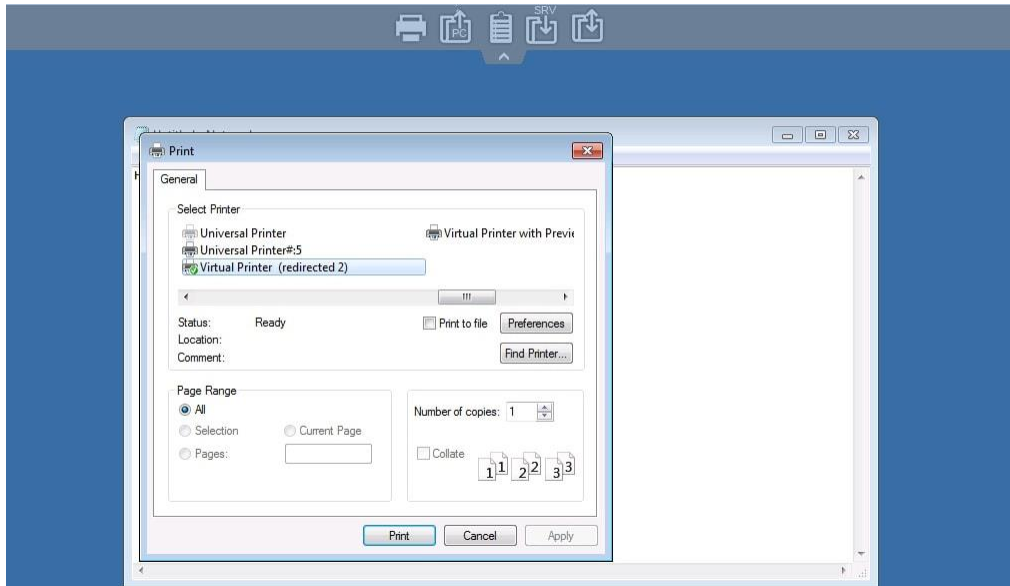 SRV
PC
Print
General
Select Printer
Universal Printer
Virtual Printer with Previe
Universal Printer#:5
Virtual Printer (redirected 2)
Status: Ready
Print to file
Preferences
Location:
Comment:
Find Printer...
Page Range
All
Selection
Current Page
Pages:
Number of copies: 1
Collate
1 1 2 2 3 3
Print
Cancel
Apply